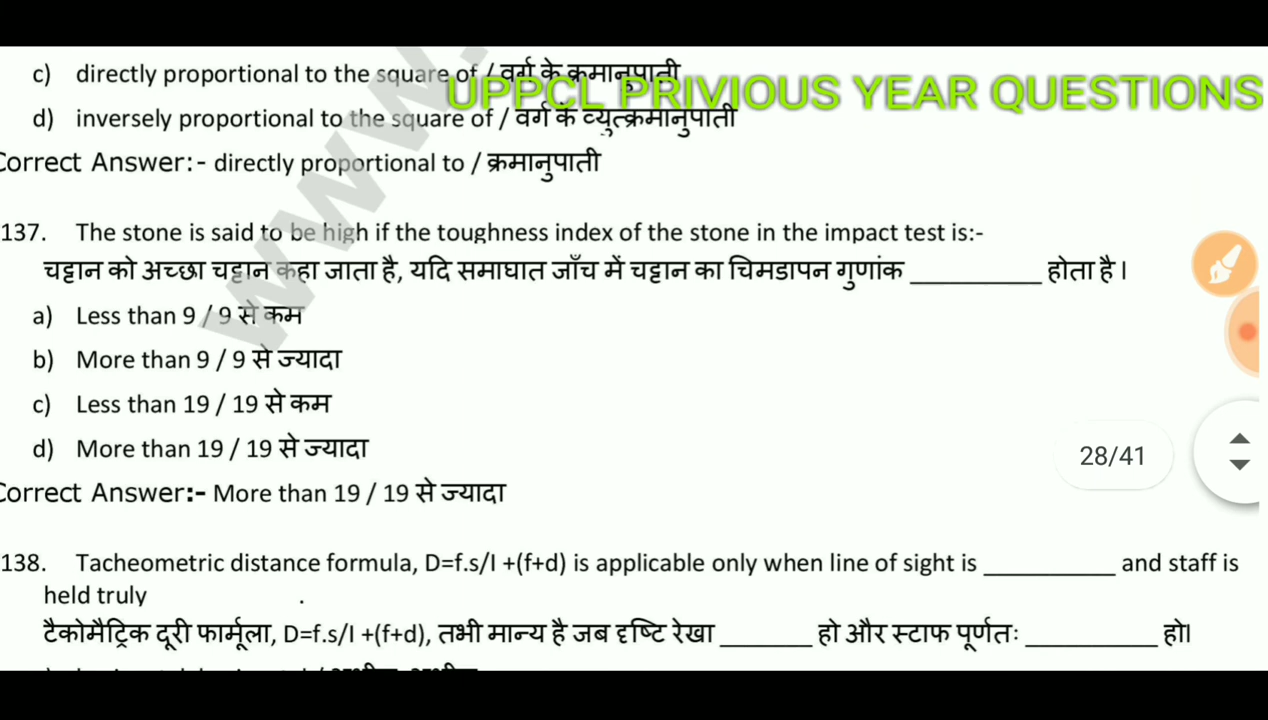 c) directly proportional to the square of / वर्ग के क्रमानुपाती
UPPCL PRIVIOUS YEAR QUESTIONS
d) inversely proportional to the square of / वर्ग के व्युत्क्रमानुपाती
Correct Answer:- directly proportional to / क्रमानुपाती
137. The stone is said to be high if the toughness index of the stone in the impact test is:-
चट्टान को अच्छा चट्टान कहा जाता है, यदि समाघात जाँच में चट्टान का चिमडापन गुणांक __________ होता है।
a) Less than 9 / 9 से कम
b) More than 9 / 9 से ज्यादा
c) Less than 19 / 19 से कम
d) More than 19 / 19 से ज्यादा
28/41
Correct Answer:- More than 19 / 19 से ज्यादा
138. Tacheometric distance formula, D=f.s/I +(f+d) is applicable only when line of sight is __________ and staff is
held truly .
टैकोमैट्रिक दूरी फार्मूला, D=f.s/I +(f+d), तभी मान्य है जब दृष्टि रेखा _______ हो और स्टाफ पूर्णतः __________ हो।
www.